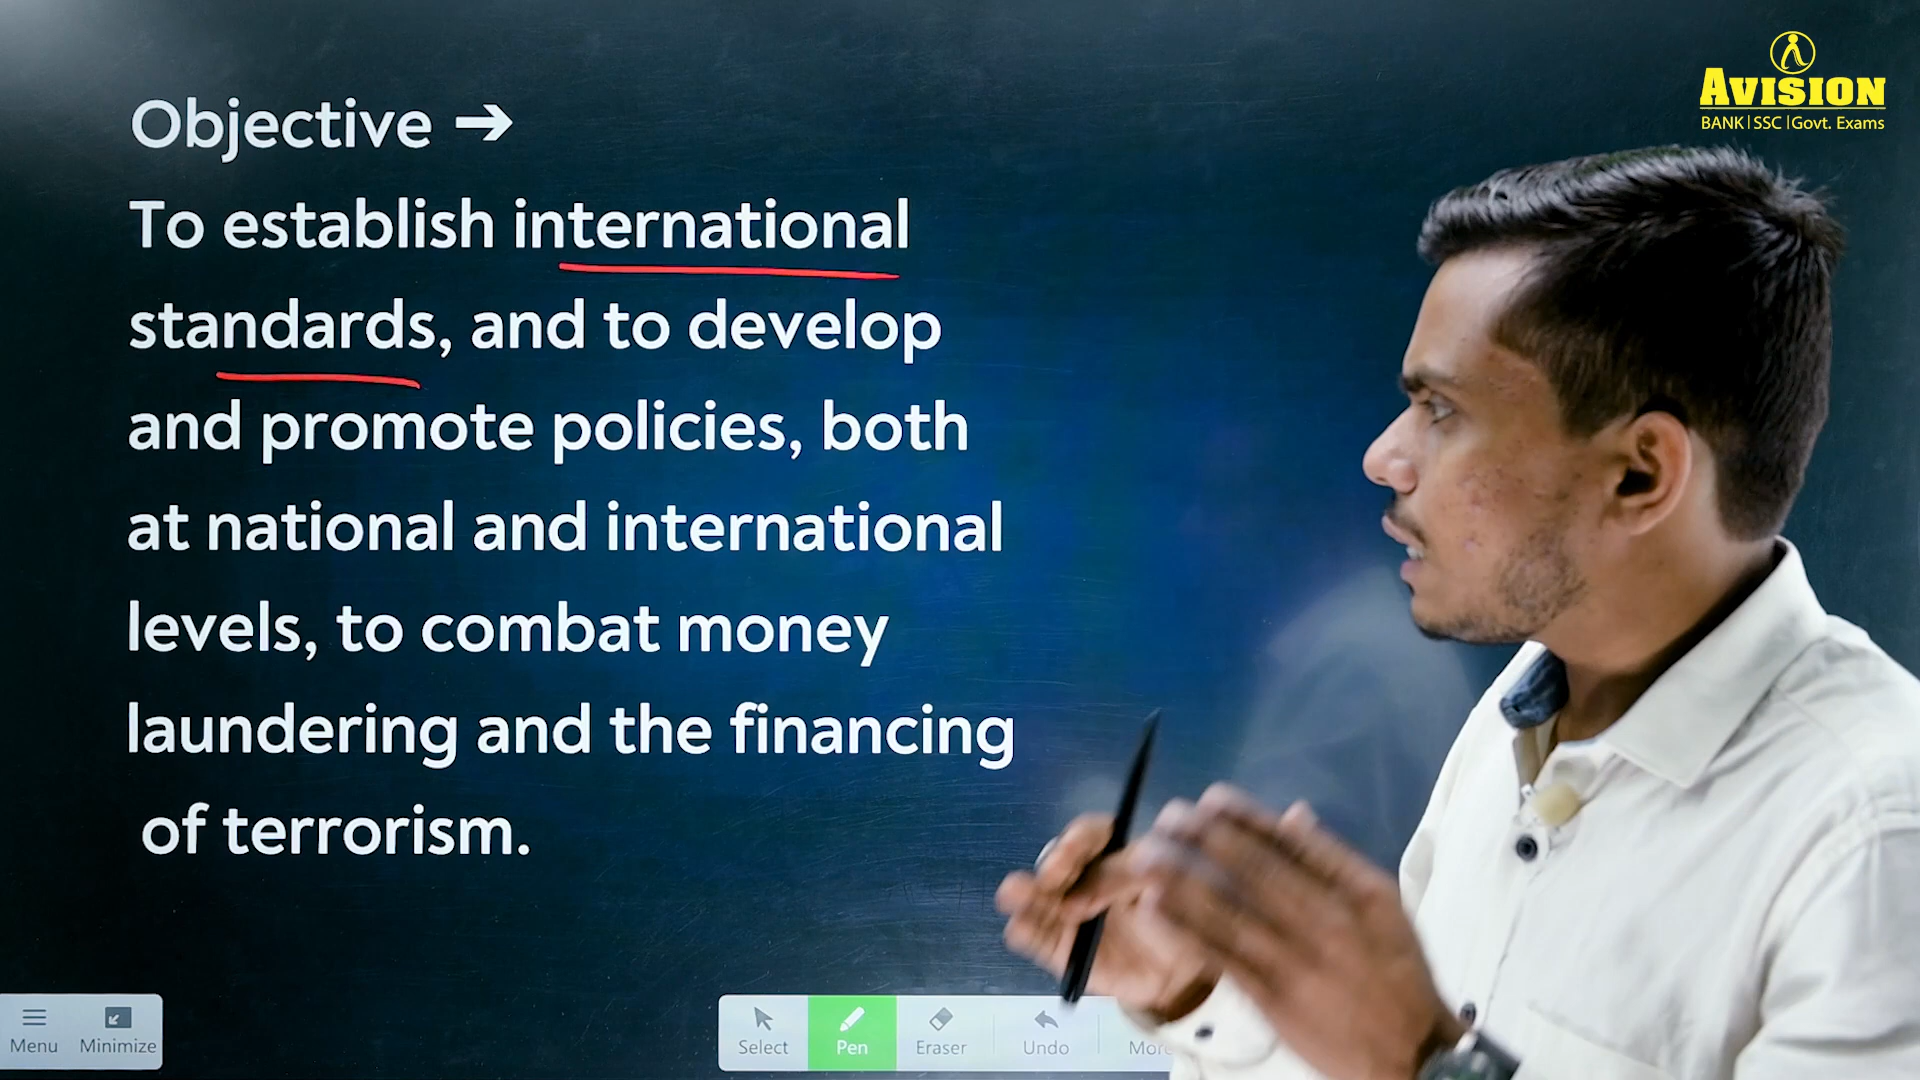 AVISION
BANK | SSC | Govt. Exams
Objective ➔
To establish international
standards, and to develop
and promote policies, both
at national and international
levels, to combat money
laundering and the financing
of terrorism.
Menu Minimize
Select Pen Eraser Undo More